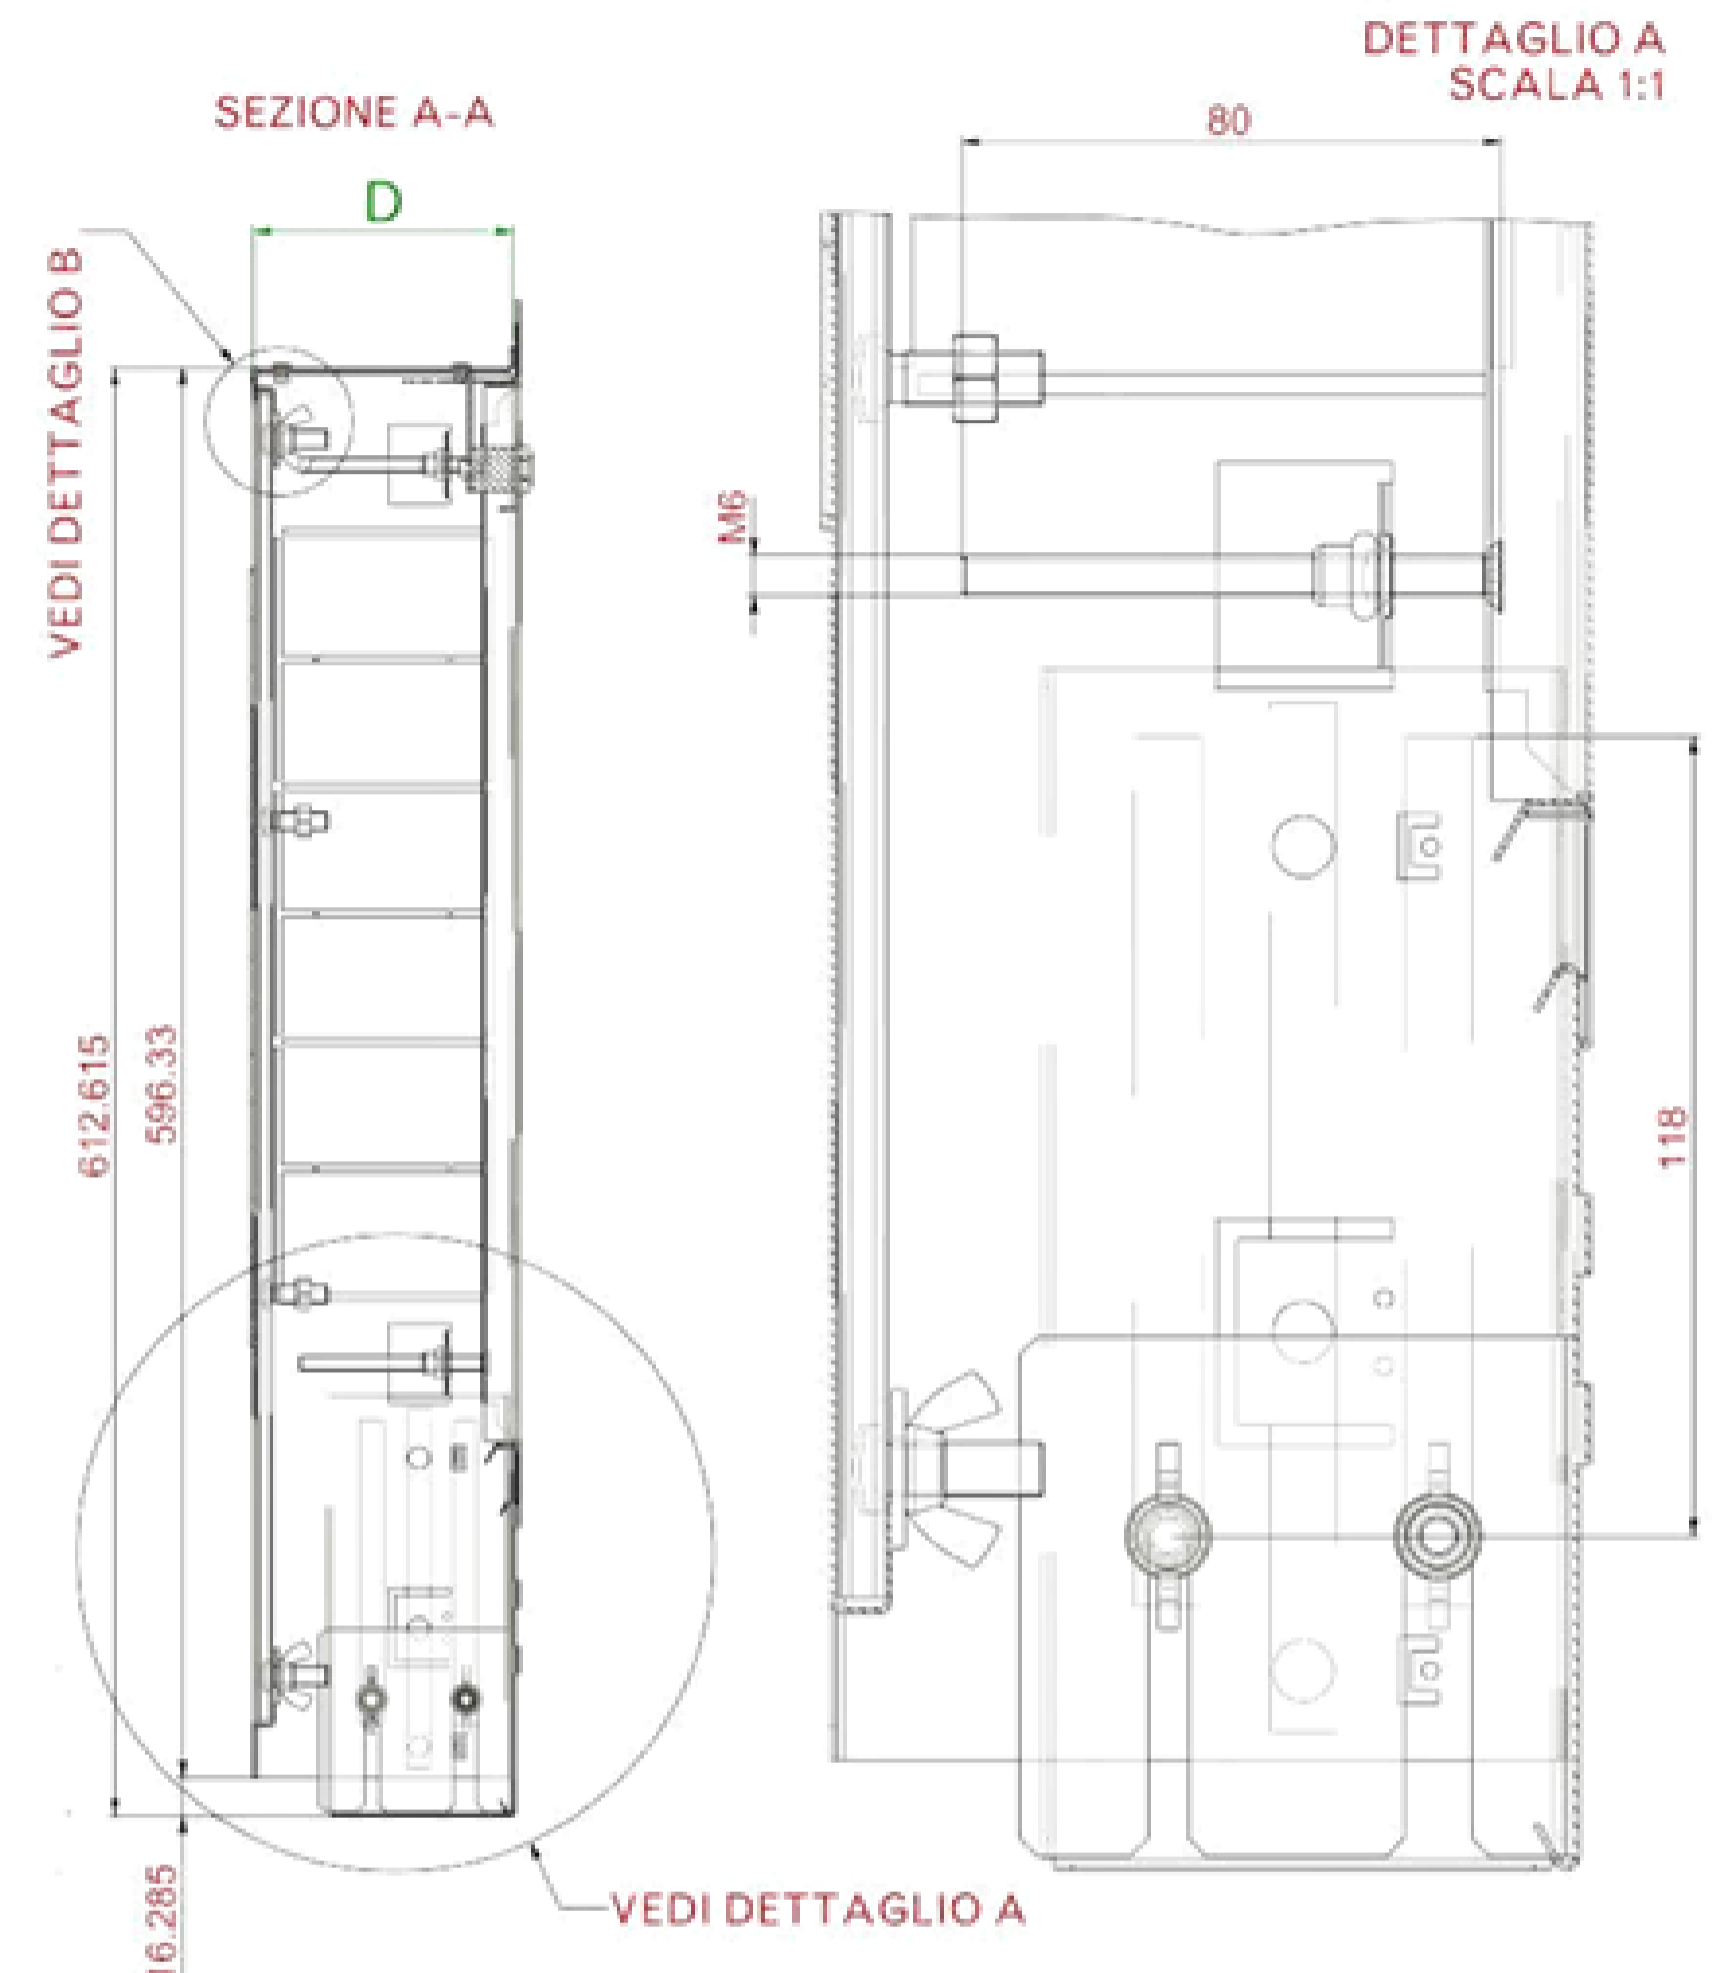 DETTAGLIO A
SCALA 1:1
SEZIONE A-A
80
D
VEDI DETTAGLIO B
M6
612.615
596.33
118
16.285
VEDI DETTAGLIO A